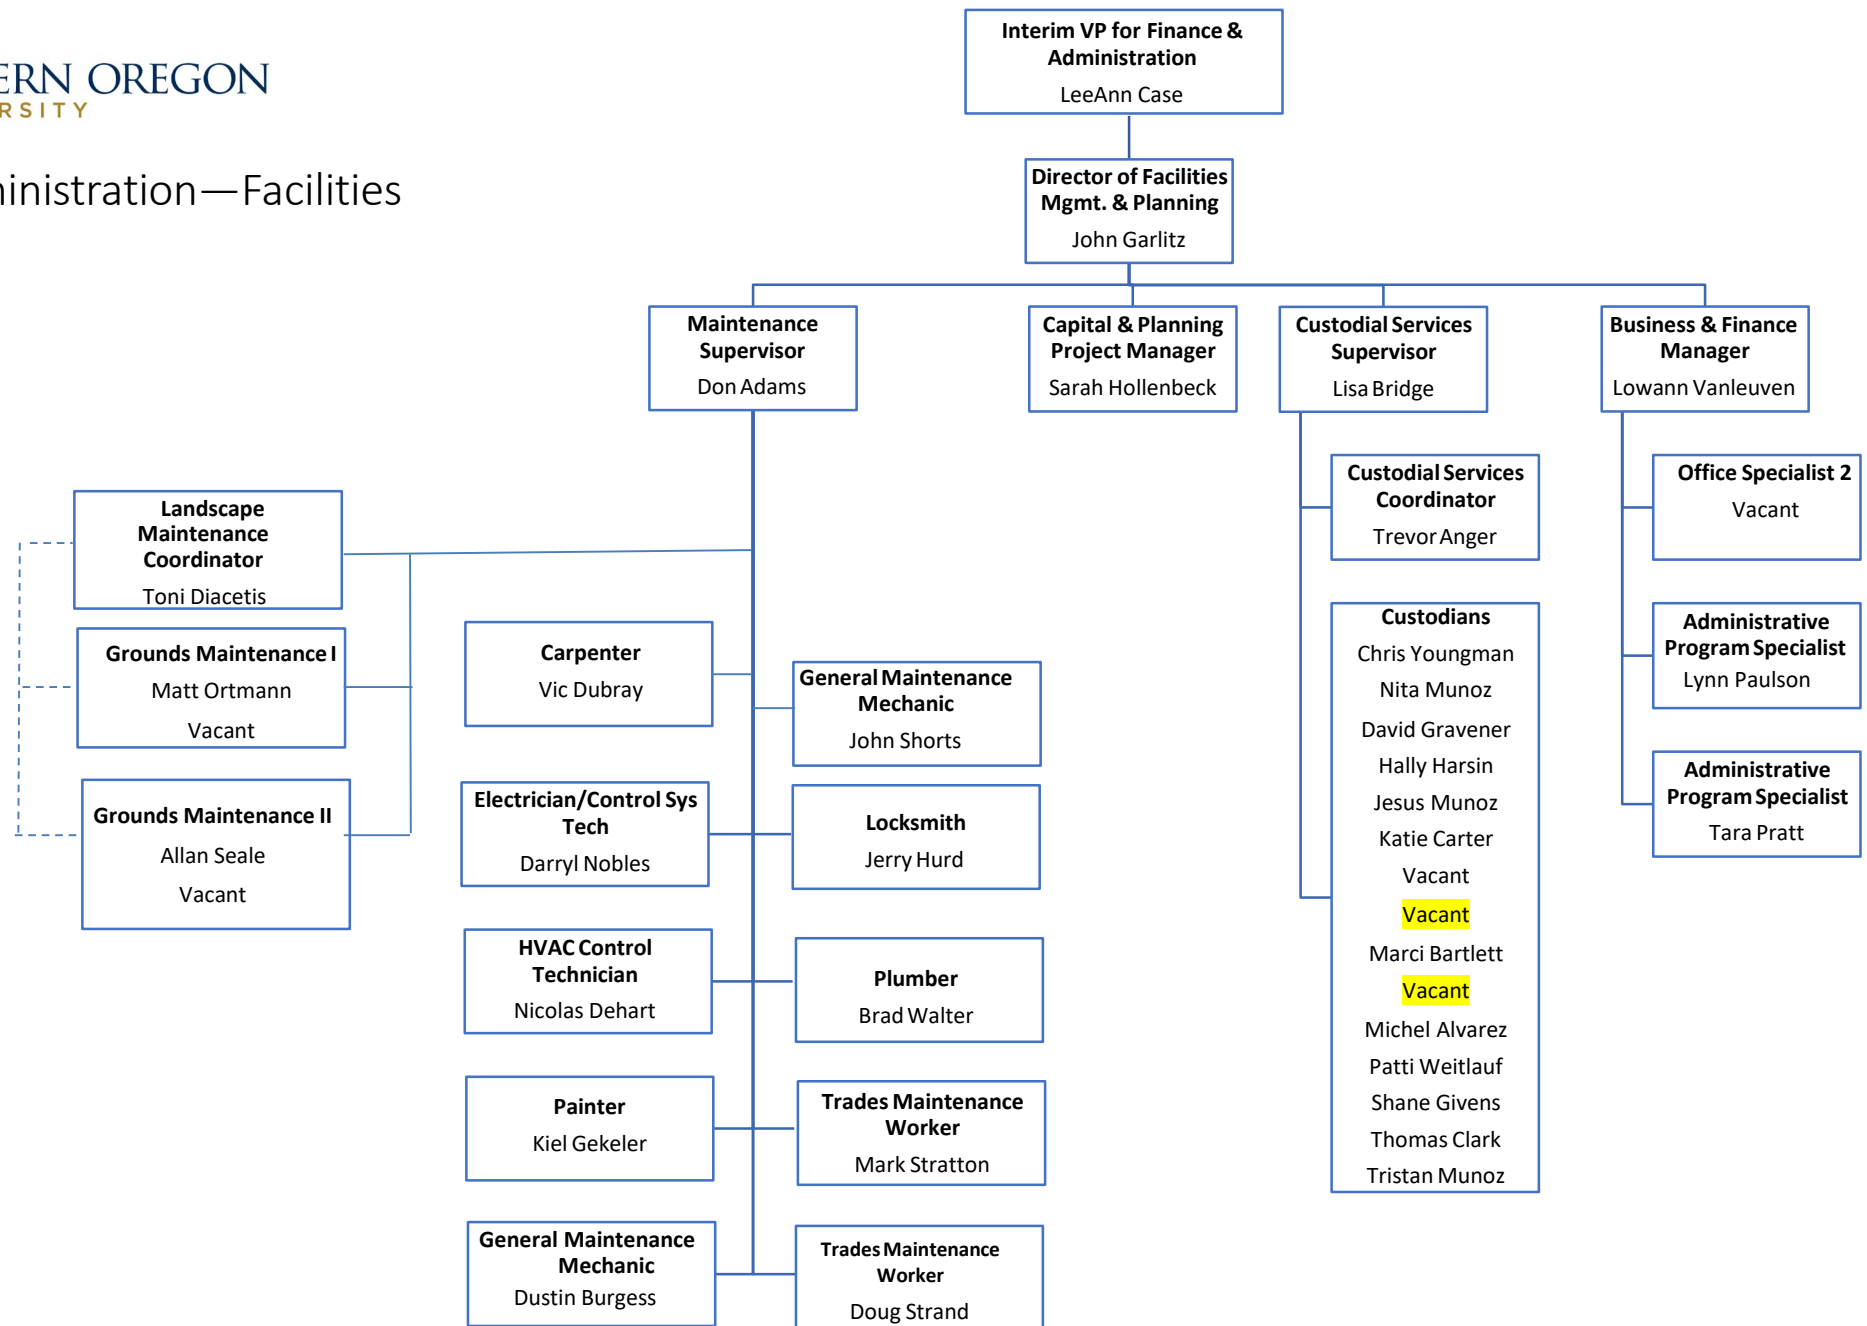 ERN OREGON
RSITY
ninistration—Facilities
Interim VP for Finance &
Administration
LeeAnn Case
Director of Facilities
Mgmt. & Planning
John Garlitz
Maintenance
Supervisor
Don Adams
Capital & Planning
Project Manager
Sarah Hollenbeck
Custodial Services
Supervisor
Lisa Bridge
Business & Finance
Manager
Lowann Vanleuven
Landscape
Maintenance
Coordinator
Toni Diacetis
Grounds Maintenance I
Matt Ortmann
Vacant
Grounds Maintenance II
Allan Seale
Vacant
Carpenter
Vic Dubray
General Maintenance
Mechanic
John Shorts
Electrician/Control Sys
Tech
Darryl Nobles
Locksmith
Jerry Hurd
HVAC Control
Technician
Nicolas Dehart
Plumber
Brad Walter
Painter
Kiel Gekeler
Trades Maintenance
Worker
Mark Stratton
General Maintenance
Mechanic
Dustin Burgess
Trades Maintenance
Worker
Doug Strand
Custodial Services
Coordinator
Trevor Anger
Custodians
Chris Youngman
Nita Munoz
David Gravener
Hally Harsin
Jesus Munoz
Katie Carter
Vacant
Vacant
Marci Bartlett
Vacant
Michel Alvarez
Patti Weitlauf
Shane Givens
Thomas Clark
Tristan Munoz
Office Specialist 2
Vacant
Administrative
Program Specialist
Lynn Paulson
Administrative
Program Specialist
Tara Pratt